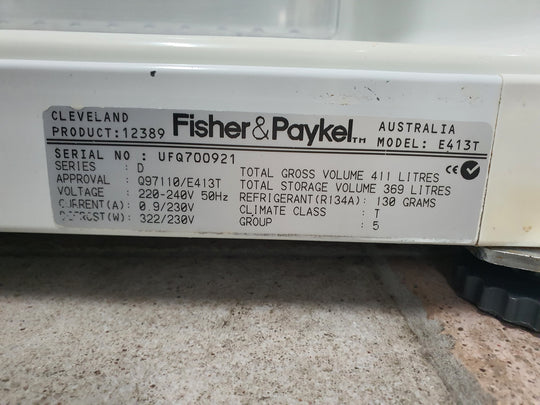 CLEVELAND
PRODUCT:12389
Fisher&Paykel TM
AUSTRALIA
MODEL: E413T
SERIAL NO : UFQ700921
SERIES : D
APPROVAL : Q97110/E413T
VOLTAGE : 220-240V 50Hz
CURRENT(A): 0.9/230V
DEFROST(W): 322/230V
TOTAL GROSS VOLUME 411 LITRES
TOTAL STORAGE VOLUME 369 LITRES
REFRIGERANT(R134A): 130 GRAMS
CLIMATE CLASS : T
GROUP : 5
CE